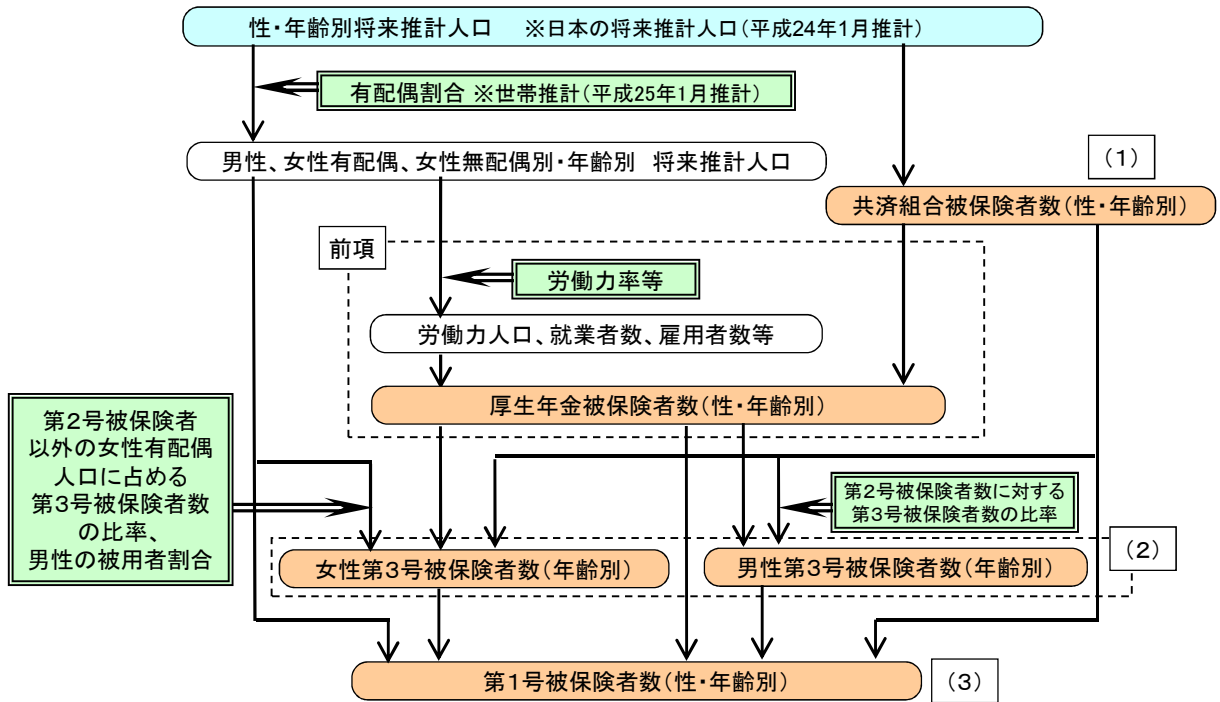 性・年齢別将来推計人口　※日本の将来推計人口(平成24年1月推計)
有配偶割合 ※世帯推計(平成25年1月推計)
男性、女性有配偶、女性無配偶別・年齢別　将来推計人口
(1)
共済組合被保険者数(性・年齢別)
前項
労働力率等
労働力人口、就業者数、雇用者数等
厚生年金被保険者数(性・年齢別)
第2号被保険者
以外の女性有配偶
人口に占める
第3号被保険者数
の比率、
男性の被用者割合
第2号被保険者数に対する
第3号被保険者数の比率
(2)
女性第3号被保険者数(年齢別)
男性第3号被保険者数(年齢別)
第1号被保険者数(性・年齢別)
(3)